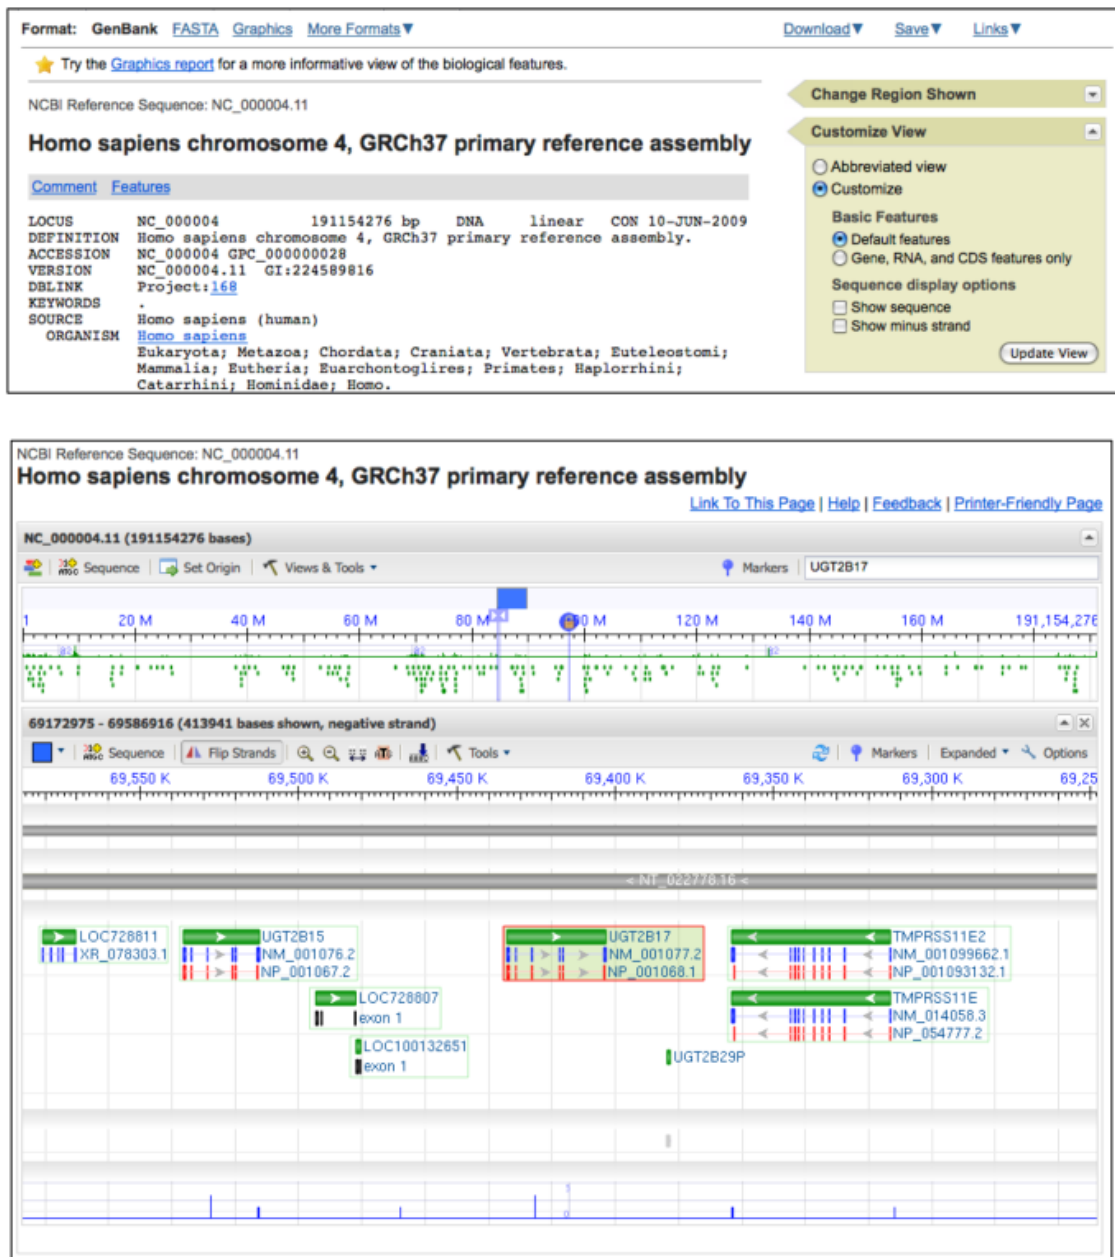 Format: GenBank FASTA Graphics More Formats▼ Download▼ Save▼ Links▼
Try the Graphics report for a more informative view of the biological features.
NCBI Reference Sequence: NC_000004.11
Homo sapiens chromosome 4, GRCh37 primary reference assembly
Comment Features
LOCUS NC_000004 191154276 bp DNA linear CON 10-JUN-2009
DEFINITION Homo sapiens chromosome 4, GRCh37 primary reference assembly.
ACCESSION NC_000004 GPC_000000028
VERSION NC_000004.11 GI:224589816
DBLINK Project:168
KEYWORDS .
SOURCE Homo sapiens (human)
ORGANISM Homo sapiens
Eukaryota; Metazoa; Chordata; Craniata; Vertebrata; Euteleostomi;
Mammalia; Eutheria; Euarchontoglires; Primates; Haplorrhini;
Catarrhini; Hominidae; Homo.
Change Region Shown
Customize View
Abbreviated view
Customize
Basic Features
Default features
Gene, RNA, and CDS features only
Sequence display options
Show sequence
Show minus strand
Update View
NCBI Reference Sequence: NC_000004.11
Homo sapiens chromosome 4, GRCh37 primary reference assembly
Link To This Page | Help | Feedback | Printer-Friendly Page
NC_000004.11 (191154276 bases)
Sequence Set Origin Views & Tools Markers UGT2B17
1 20 M 40 M 60 M 80 M 0 M 120 M 140 M 160 M 191,154,276
69172975 - 69586916 (413941 bases shown, negative strand)
Sequence Flip Strands Tools Markers Expanded Options
69,550 K 69,500 K 69,450 K 69,400 K 69,350 K 69,300 K 69,25
< NT_022778.16 <
LOC728811 UGT2B15 UGT2B17 TMPRSS11E2
XR_078303.1 NM_001076.2 NM_001077.2 NM_001099662.1
NP_001067.2 NP_001068.1 NP_001093132.1
LOC728807 TMPRSS11E
exon 1 NM_014058.3
NP_054777.2
LOC100132651
UGT2B29P
exon 1